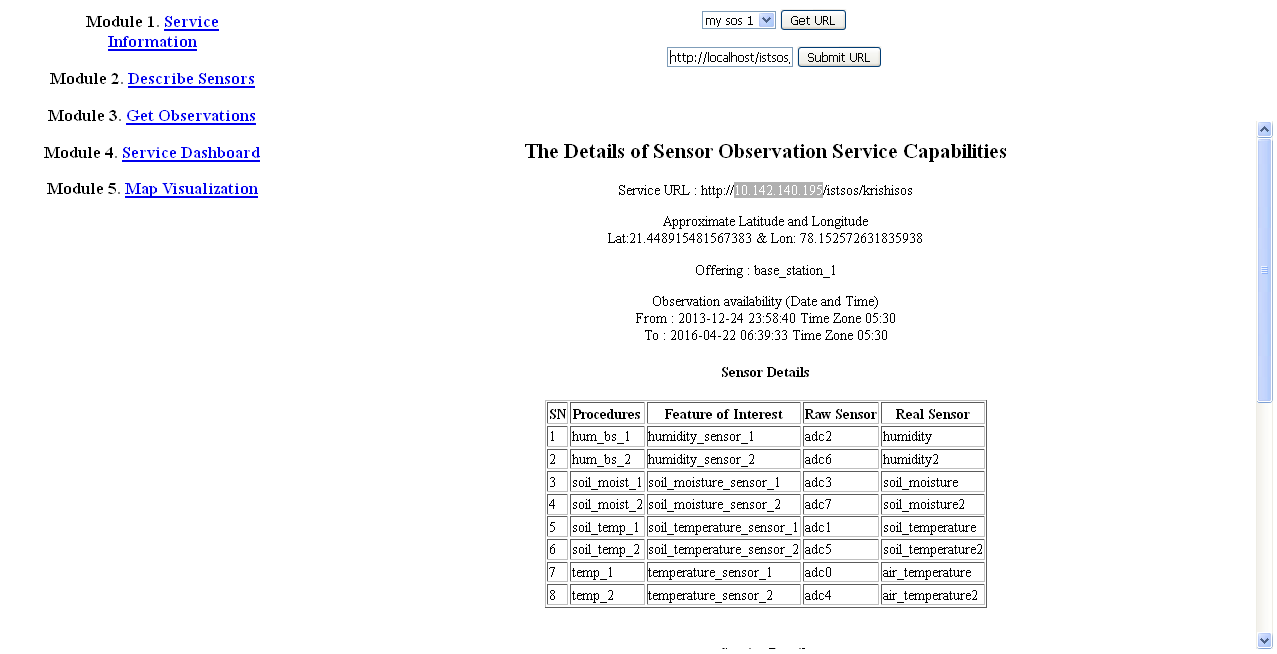 Module 1. Service
Information
Module 2. Describe Sensors
Module 3. Get Observations
Module 4. Service Dashboard
Module 5. Map Visualization
my sos 1 Get URL
http://localhost/istsos, Submit URL
The Details of Sensor Observation Service Capabilities
Service URL : http://10.142.140.195/istsos/krishisos
Approximate Latitude and Longitude
Lat:21.448915481567383 & Lon: 78.152572631835938
Offering : base_station_1
Observation availability (Date and Time)
From : 2013-12-24 23:58:40 Time Zone 05:30
To : 2016-04-22 06:39:33 Time Zone 05:30
Sensor Details
SN Procedures Feature of Interest Raw Sensor Real Sensor
1 hum_bs_1 humidity_sensor_1 adc2 humidity
2 hum_bs_2 humidity_sensor_2 adc6 humidity2
3 soil_moist_1 soil_moisture_sensor_1 adc3 soil_moisture
4 soil_moist_2 soil_moisture_sensor_2 adc7 soil_moisture2
5 soil_temp_1 soil_temperature_sensor_1 adc1 soil_temperature
6 soil_temp_2 soil_temperature_sensor_2 adc5 soil_temperature2
7 temp_1 temperature_sensor_1 adc0 air_temperature
8 temp_2 temperature_sensor_2 adc4 air_temperature2